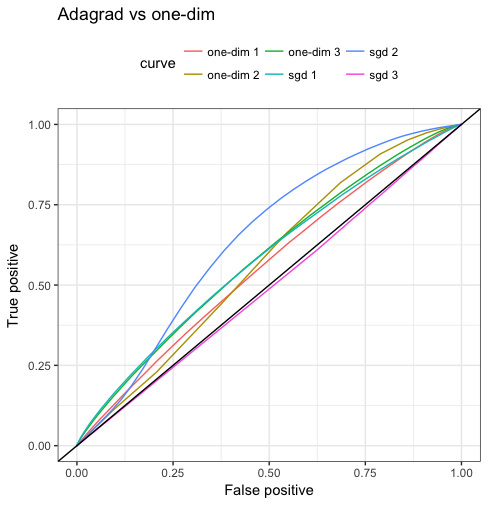 Adagrad vs one-dim
curve one-dim 1 one-dim 3 sgd 2
one-dim 2 sgd 1 sgd 3
True positive
1.00
0.75
0.50
0.25
0.00
0.00 0.25 0.50 0.75 1.00
False positive